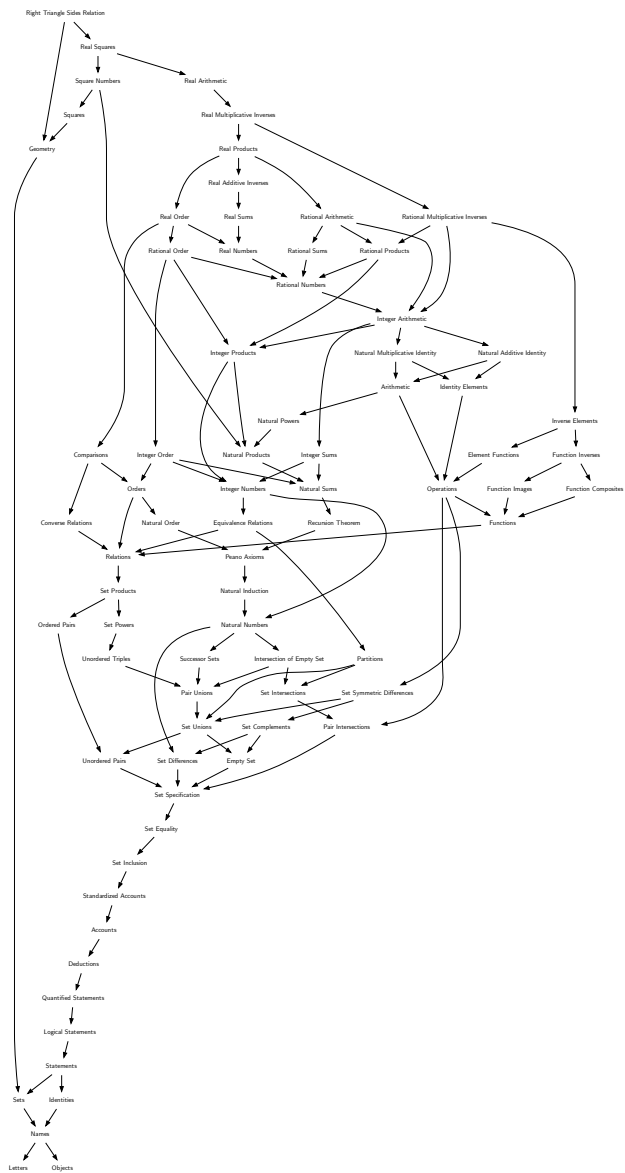 Right Triangle Sides Relation
Real Squares
Square Numbers
Real Arithmetic
Squares
Real Multiplicative Inverses
Geometry
Real Products
Real Additive Inverses
Real Order
Real Sums
Rational Arithmetic
Rational Multiplicative Inverses
Rational Order
Real Numbers
Rational Sums
Rational Products
Rational Numbers
Integer Arithmetic
Integer Products
Natural Multiplicative Identity
Natural Additive Identity
Arithmetic
Identity Elements
Natural Powers
Inverse Elements
Comparisons
Integer Order
Natural Products
Integer Sums
Element Functions
Function Inverses
Orders
Integer Numbers
Natural Sums
Operations
Function Images
Function Composites
Converse Relations
Natural Order
Equivalence Relations
Recursion Theorem
Functions
Relations
Peano Axioms
Set Products
Natural Induction
Ordered Pairs
Set Powers
Natural Numbers
Unordered Triples
Successor Sets
Intersection of Empty Set
Partitions
Pair Unions
Set Intersections
Set Symmetric Differences
Set Unions
Set Complements
Pair Intersections
Unordered Pairs
Set Differences
Empty Set
Set Specification
Set Equality
Set Inclusion
Standardized Accounts
Accounts
Deductions
Quantified Statements
Logical Statements
Statements
Sets
Identities
Names
Letters
Objects